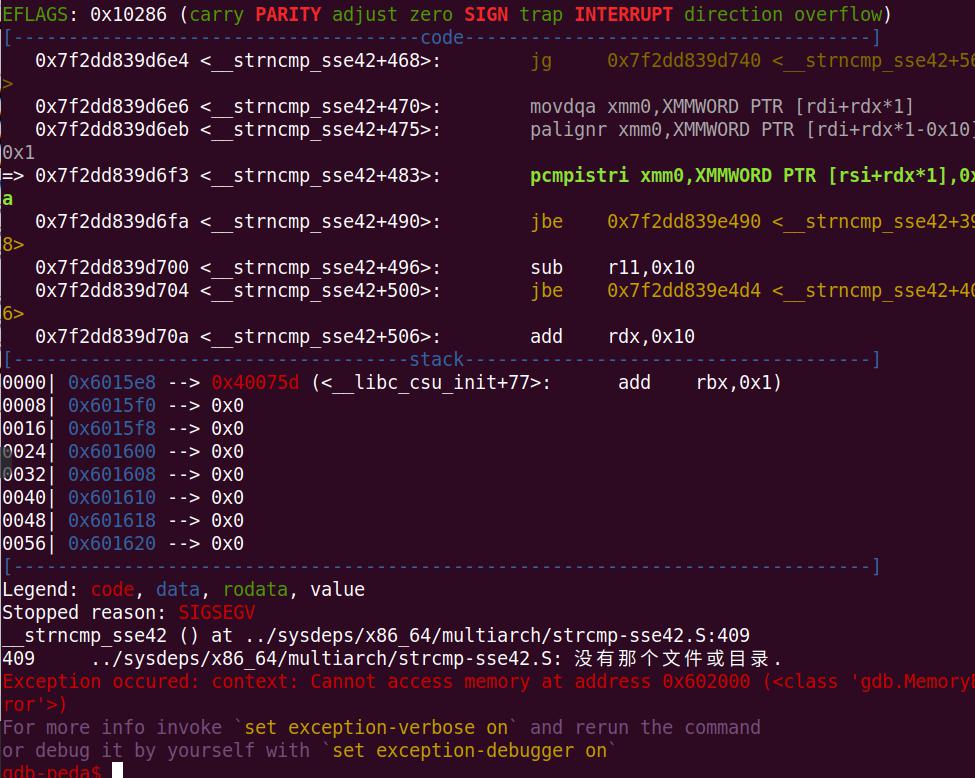 EFLAGS: 0x10286 (carry PARITY adjust zero SIGN trap INTERRUPT direction overflow)
[-------------------------------------code-------------------------------------]
   0x7f2dd839d6e4 <__strncmp_sse42+468>:	jg     0x7f2dd839d740 <__strncmp_sse42+56
>
   0x7f2dd839d6e6 <__strncmp_sse42+470>:	movdqa xmm0,XMMWORD PTR [rdi+rdx*1]
   0x7f2dd839d6eb <__strncmp_sse42+475>:	palignr xmm0,XMMWORD PTR [rdi+rdx*1-0x10]
0x1
=> 0x7f2dd839d6f3 <__strncmp_sse42+483>:	pcmpistri xmm0,XMMWORD PTR [rsi+rdx*1],0x
a
   0x7f2dd839d6fa <__strncmp_sse42+490>:	jbe    0x7f2dd839e490 <__strncmp_sse42+39
8>
   0x7f2dd839d700 <__strncmp_sse42+496>:	sub    r11,0x10
   0x7f2dd839d704 <__strncmp_sse42+500>:	jbe    0x7f2dd839e4d4 <__strncmp_sse42+40
6>
   0x7f2dd839d70a <__strncmp_sse42+506>:	add    rdx,0x10
[------------------------------------stack-------------------------------------]
0000| 0x6015e8 --> 0x40075d (<__libc_csu_init+77>:	add    rbx,0x1)
0008| 0x6015f0 --> 0x0
0016| 0x6015f8 --> 0x0
0024| 0x601600 --> 0x0
0032| 0x601608 --> 0x0
0040| 0x601610 --> 0x0
0048| 0x601618 --> 0x0
0056| 0x601620 --> 0x0
[------------------------------------------------------------------------------]
Legend: code, data, rodata, value
Stopped reason: SIGSEGV
__strncmp_sse42 () at ../sysdeps/x86_64/multiarch/strcmp-sse42.S:409
409	../sysdeps/x86_64/multiarch/strcmp-sse42.S: 没有那个文件或目录.
Exception occured: context: Cannot access memory at address 0x602000 (<class 'gdb.MemoryE
ror'>)
For more info invoke `set exception-verbose on` and rerun the command
or debug it by yourself with `set exception-debugger on`
gdb-peda$